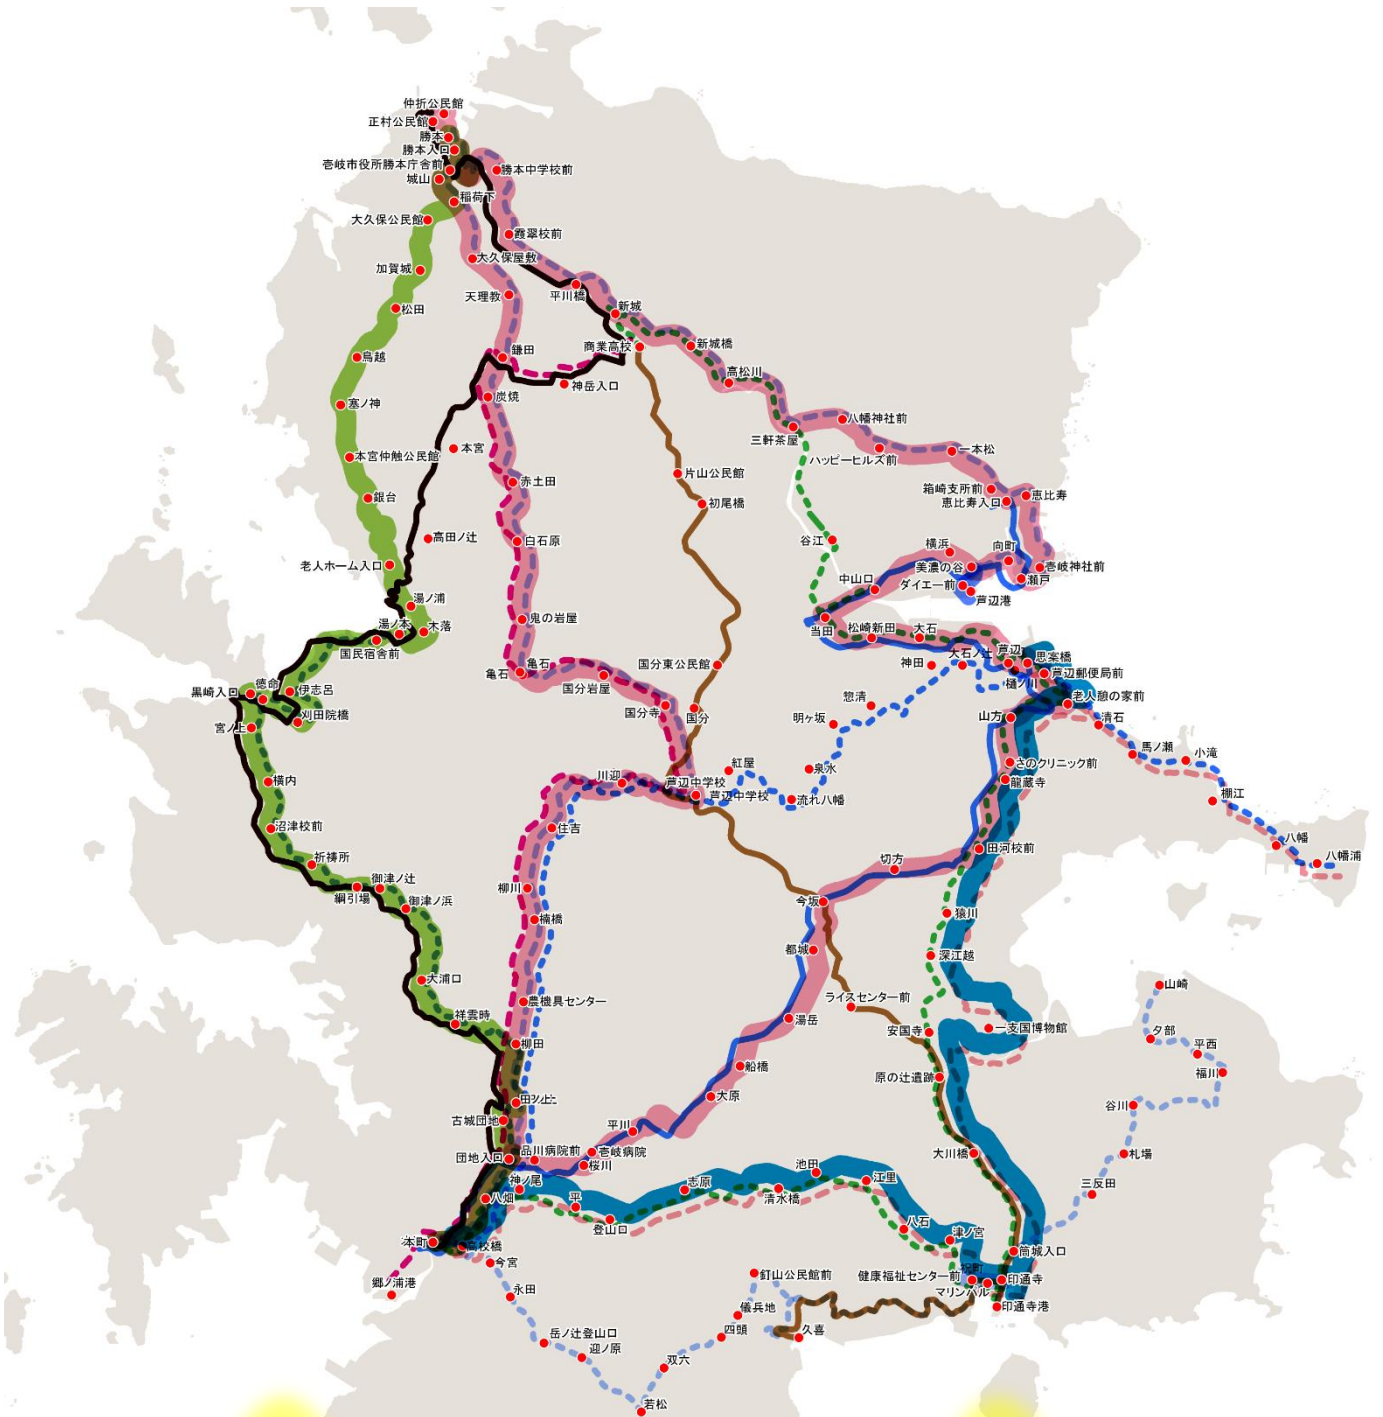 仲折公民館
正村公民館
勝本
勝本入口
壱岐市役所勝本庁舎前
城山
勝本中学校前
稲荷下
大久保公民館
霞翠校前
大久保屋敷
加賀城
平川橋
天理教
松田
新城
商業高校
新城橋
鳥越
鎌田
高松川
神岳入口
炭焼
塞ノ神
八幡神社前
三軒茶屋
本宮
本宮仲触公民館
ハッピーヒルズ前
一本松
片山公民館
赤土田
銀台
箱崎支所前
恵比寿入口
恵比寿
初尾橋
高田ノ辻
白石原
谷江
横浜
向町
老人ホーム入口
美濃の谷
壱岐神社前
中山口
ダイエー前
瀬戸
芦辺港
湯ノ浦
鬼の岩屋
当田
湯ノ本
木落
松崎新田
大石
国民宿舎前
芦辺
思案橋
大石ノ辻
神田
国分東公民館
亀石
亀石
芦辺郵便局前
樋ノ川
国分岩屋
黒崎入口
徳命
伊志呂
老人憩の家前
惣清
国分寺
国分
刈田院橋
明ヶ坂
山方
清石
宮ノ上
馬ノ瀬
小滝
さのクリニック前
紅屋
泉水
川迎
横内
芦辺中学校
芦辺中学校
龍蔵寺
流れ八幡
棚江
沼津校前
住吉
八幡
田河校前
祈祷所
八幡浦
切方
綱引場
御津ノ辻
柳川
今坂
御津ノ浜
楠橋
猿川
都城
深江越
大浦口
山崎
農機具センター
ライスセンター前
祥雲時
湯岳
一支国博物館
安国寺
柳田
夕部
平西
船橋
福川
原の辻遺跡
大原
谷川
古城団地
平川
団地入口
品川病院前
壱岐病院
大川橋
札場
桜川
池田
神ノ尾
志原
江里
三反田
八畑
平
清水橋
登山口
八石
津ノ宮
本町
高校橋
筒城入口
今宮
釘山公民館前
健康福祉センター前
祝町
印通寺
郷ノ浦港
永田
マリンパル
儀兵地
印通寺港
岳ノ辻登山口
四頭
久喜
迎ノ原
双六
若松